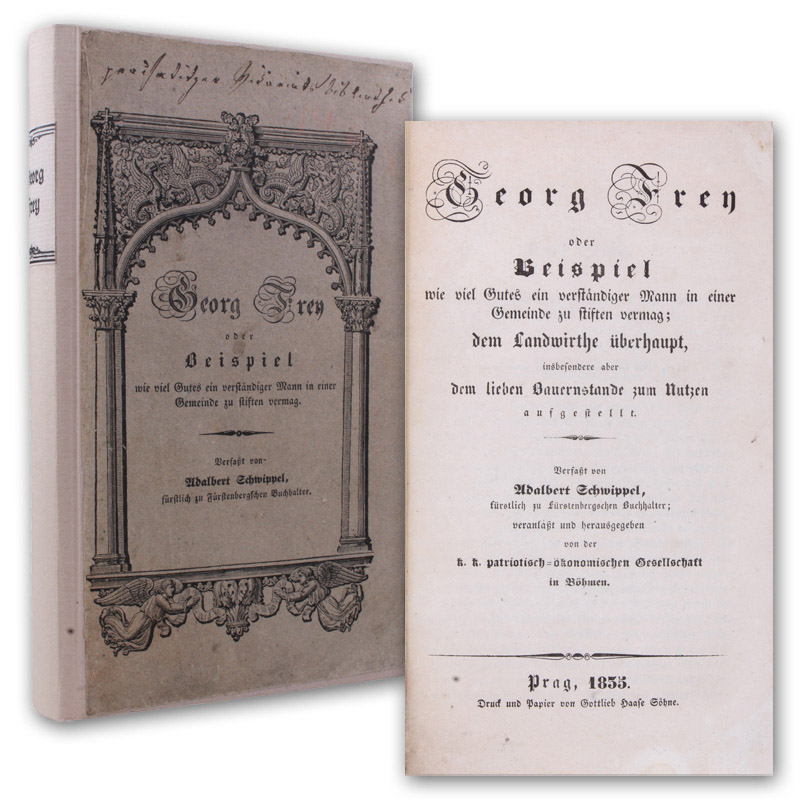 Georg
Frey
Georg Frey
oder
Beispiel
wie viel Gutes ein verständiger Mann in einer
Gemeinde zu stiften vermag.
Verfaßt von
Adalbert Schwippel,
fürstlich zu Fürstenbergschen Buchhalter.
Georg Frey
oder
Beispiel
wie viel Gutes ein verständiger Mann in einer
Gemeinde zu stiften vermag;
dem Landwirthe überhaupt,
insbesondere aber
dem lieben Bauernstande zum Nutzen
aufgestellt.
Verfaßt von
Adalbert Schwippel,
fürstlich zu Fürstenbergschen Buchhalter;
veranlaßt und herausgegeben
von der
k. k. patriotisch=ökonomischen Gesellschaft
in Böhmen.
Prag, 1835.
Druck und Papier von Gottlieb Haase Söhne.